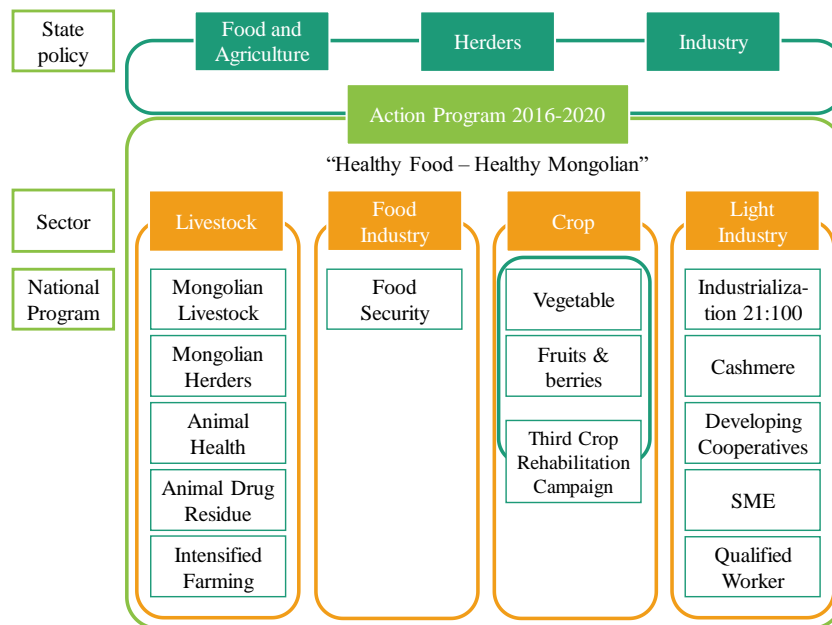 State
policy
Food and
Agriculture
Herders
Industry
Action Program 2016-2020
“Healthy Food – Healthy Mongolian”
Sector
Livestock
Food
Industry
Crop
Light
Industry
National
Program
Mongolian
Livestock
Mongolian
Herders
Animal
Health
Animal Drug
Residue
Intensified
Farming
Food
Security
Vegetable
Fruits &
berries
Third Crop
Rehabilitation
Campaign
Industrializa-
tion 21:100
Cashmere
Developing
Cooperatives
SME
Qualified
Worker